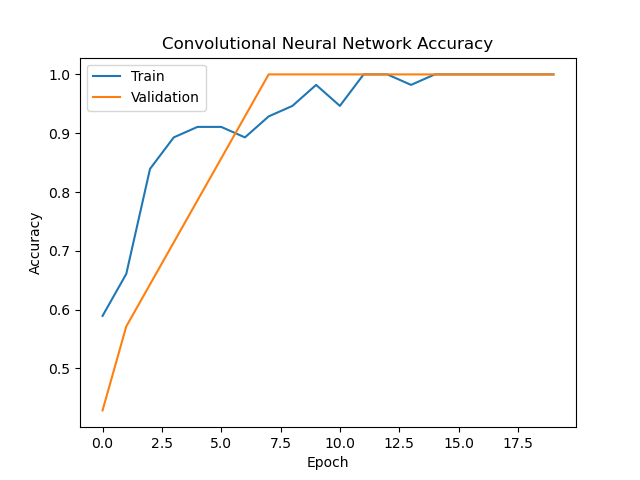 Convolutional Neural Network Accuracy
Train
Validation
1.0
0.9
0.8
0.7
0.6
0.5
Accuracy
0.0 2.5 5.0 7.5 10.0 12.5 15.0 17.5
Epoch